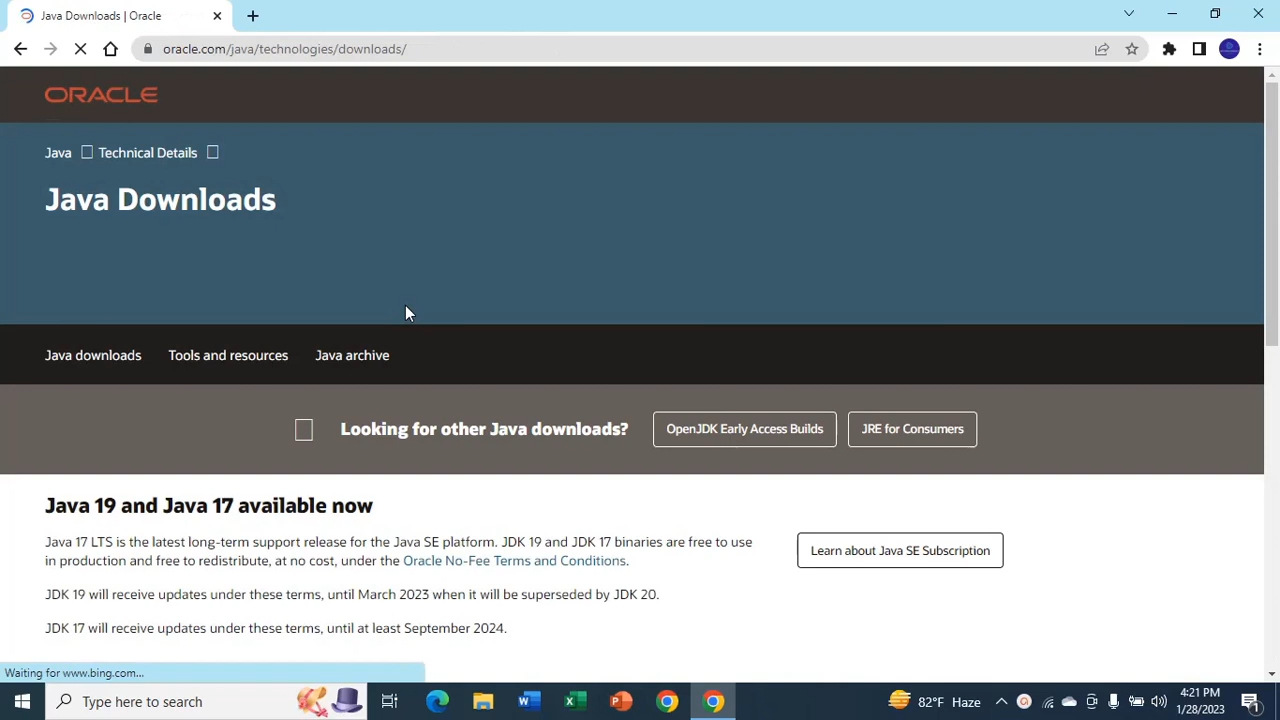 Java Downloads | Oracle
oracle.com/java/technologies/downloads/
ORACLE
Java Technical Details
Java Downloads
Java downloads Tools and resources Java archive
Looking for other Java downloads? OpenJDK Early Access Builds JRE for Consumers
Java 19 and Java 17 available now
Java 17 LTS is the latest long-term support release for the Java SE platform. JDK 19 and JDK 17 binaries are free to use
in production and free to redistribute, at no cost, under the Oracle No-Fee Terms and Conditions.
Learn about Java SE Subscription
JDK 19 will receive updates under these terms, until March 2023 when it will be superseded by JDK 20.
JDK 17 will receive updates under these terms, until at least September 2024.
Waiting for www.bing.com...
Type here to search
82°F Haze
4:21 PM
1/28/2023
1